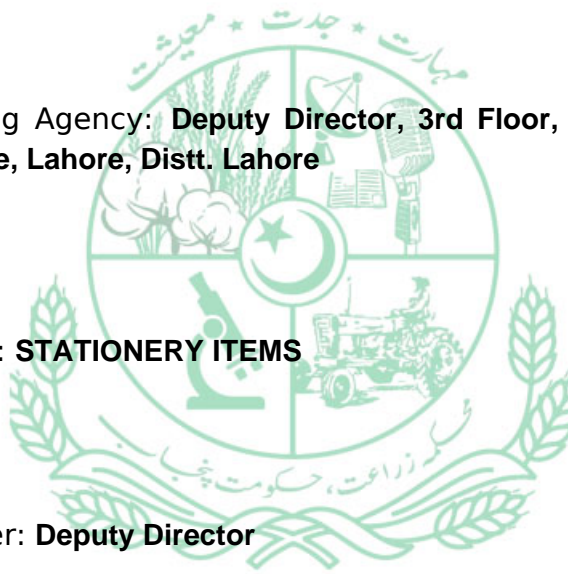 مہارت ★ جدت ★ معیشت
g Agency: Deputy Director, 3rd Floor,
e, Lahore, Distt. Lahore
: STATIONERY ITEMS
محکمہ زراعت، حکومت پنجاب
er: Deputy Director